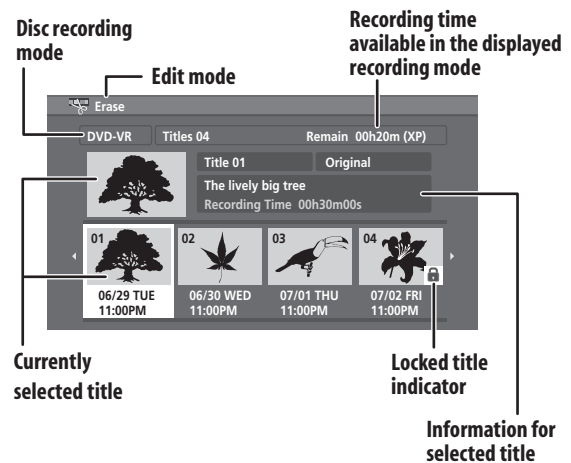 Disc recording
mode
Edit mode
Recording time
available in the displayed
recording mode
Erase
DVD-VR
Titles 04
Remain 00h20m (XP)
Title 01
Original
The lively big tree
Recording Time 00h30m00s
01
02
03
04
06/29 TUE
11:00PM
06/30 WED
11:00PM
07/01 THU
11:00PM
07/02 FRI
11:00PM
Currently
selected title
Locked title
indicator
Information for
selected title